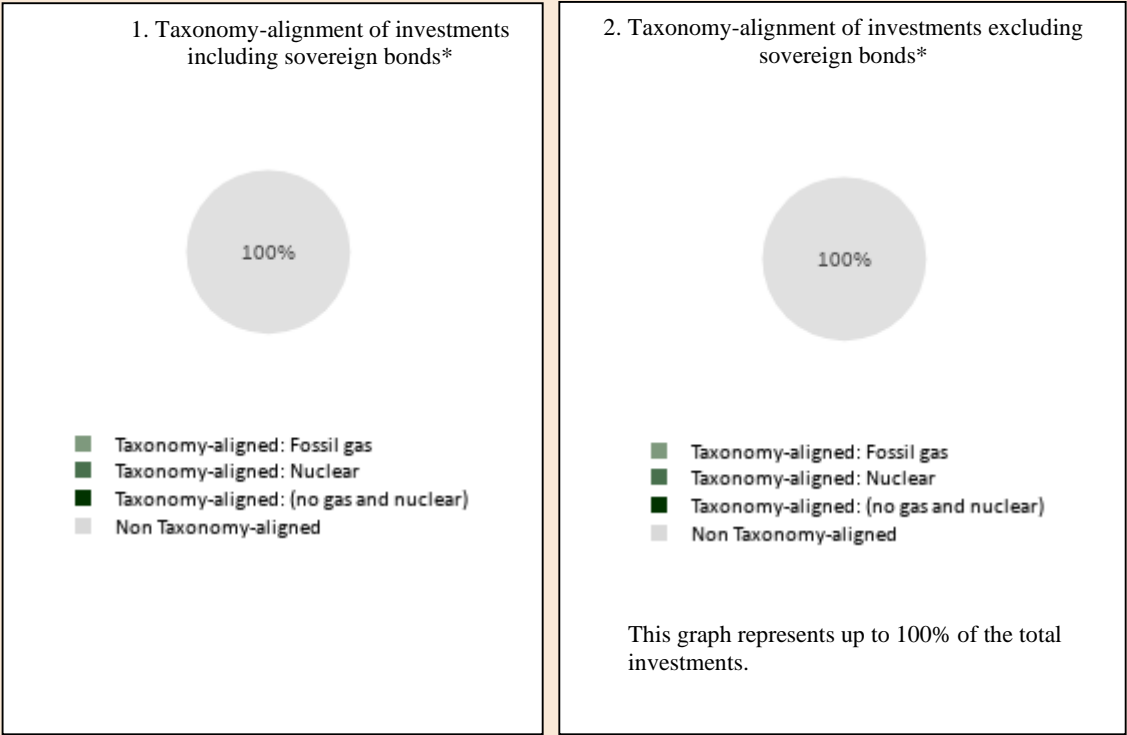 1. Taxonomy-alignment of investments
including sovereign bonds*
100%
Taxonomy-aligned: Fossil gas
Taxonomy-aligned: Nuclear
Taxonomy-aligned: (no gas and nuclear)
Non Taxonomy-aligned
2. Taxonomy-alignment of investments excluding
sovereign bonds*
100%
Taxonomy-aligned: Fossil gas
Taxonomy-aligned: Nuclear
Taxonomy-aligned: (no gas and nuclear)
Non Taxonomy-aligned
This graph represents up to 100% of the total
investments.